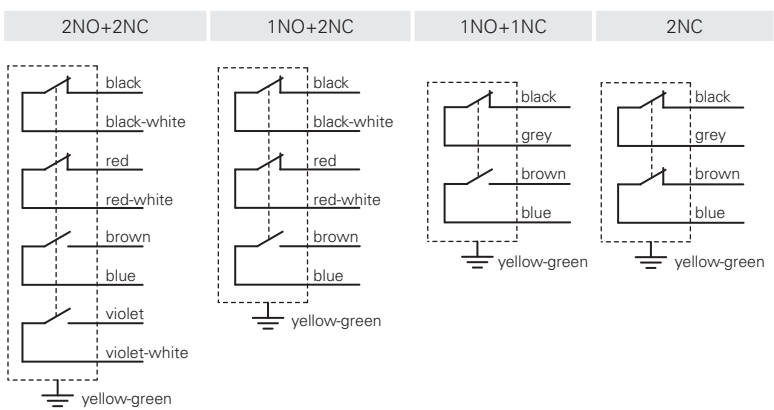 2NO+2NC
1NO+2NC
1NO+1NC
2NC
black
black-white
red
red-white
brown
blue
violet
violet-white
yellow-green
black
black-white
red
red-white
brown
blue
yellow-green
black
grey
brown
blue
yellow-green
black
grey
brown
blue
yellow-green